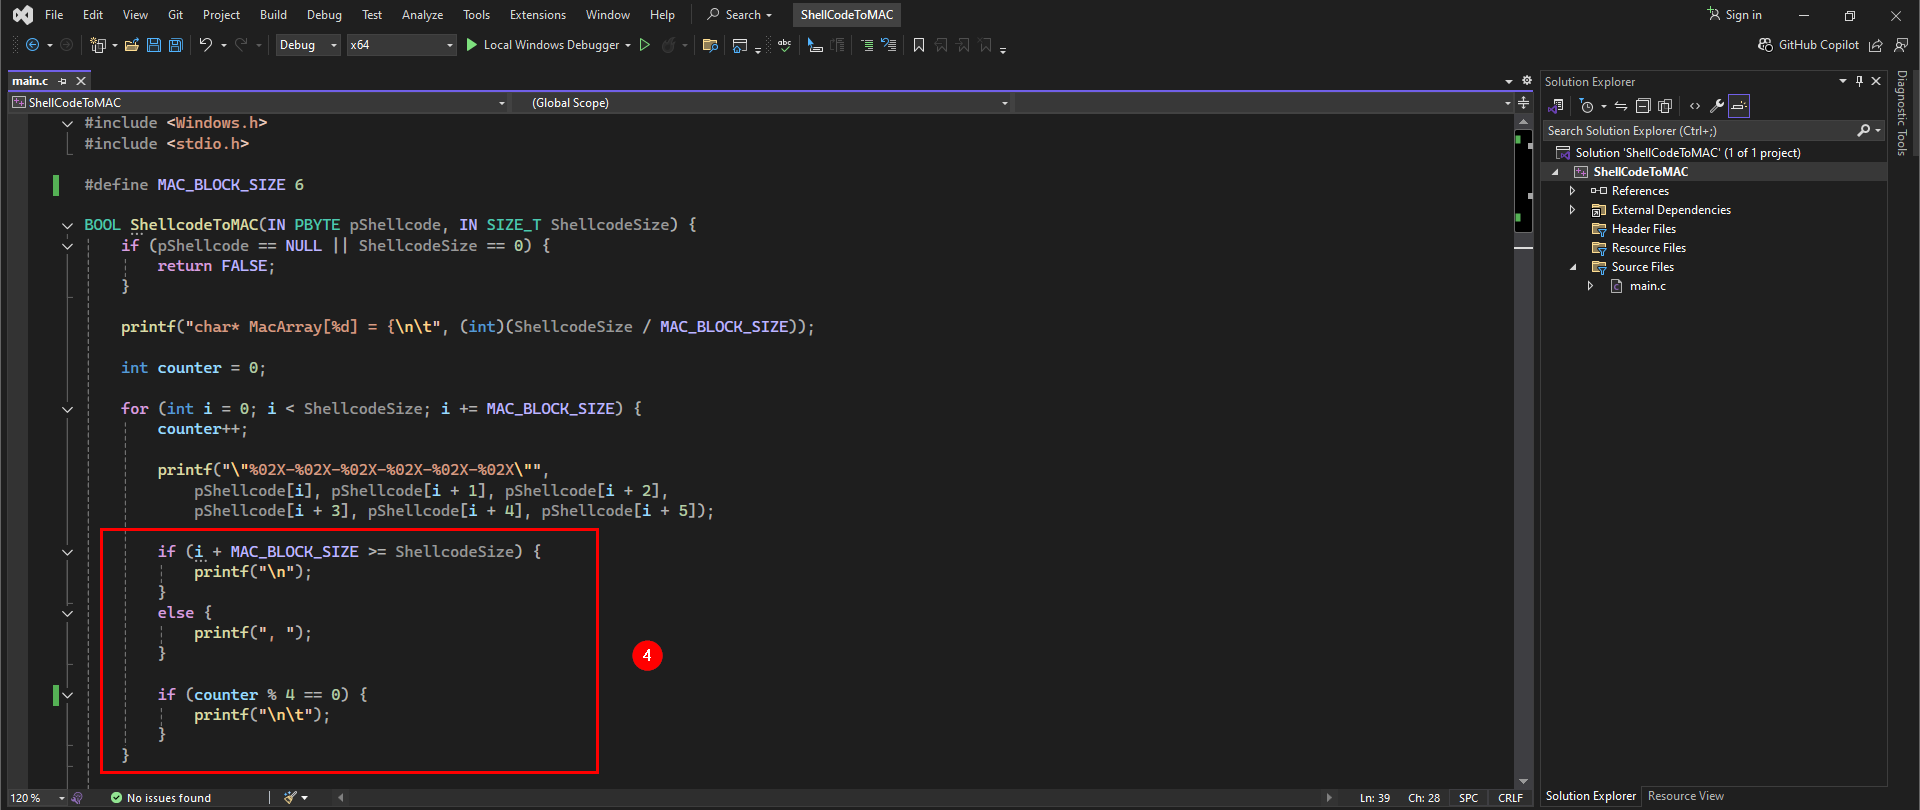 File Edit View Git Project Build Debug Test Analyze Tools Extensions Window Help Search ShellCodeToMAC Sign in
Debug x64 Local Windows Debugger abc GitHub Copilot
main.c
ShellCodeToMAC (Global Scope)
#include <Windows.h>
#include <stdio.h>
#define MAC_BLOCK_SIZE 6
BOOL ShellcodeToMAC(IN PBYTE pShellcode, IN SIZE_T ShellcodeSize) {
if (pShellcode == NULL || ShellcodeSize == 0) {
return FALSE;
}
printf("char* MacArray[%d] = {\n\t", (int)(ShellcodeSize / MAC_BLOCK_SIZE));
int counter = 0;
for (int i = 0; i < ShellcodeSize; i += MAC_BLOCK_SIZE) {
counter++;
printf("\"%02X-%02X-%02X-%02X-%02X-%02X\"",
pShellcode[i], pShellcode[i + 1], pShellcode[i + 2],
pShellcode[i + 3], pShellcode[i + 4], pShellcode[i + 5]);
if (i + MAC_BLOCK_SIZE >= ShellcodeSize) {
printf("\n");
}
else {
printf(", ");
}
4
if (counter % 4 == 0) {
printf("\n\t");
}
}
120 % No issues found Ln: 39 Ch: 28 SPC CRLF
Solution Explorer
Search Solution Explorer (Ctrl+;)
Solution 'ShellCodeToMAC' (1 of 1 project)
ShellCodeToMAC
References
External Dependencies
Header Files
Resource Files
Source Files
main.c
Solution Explorer Resource View
Diagnostic Tools